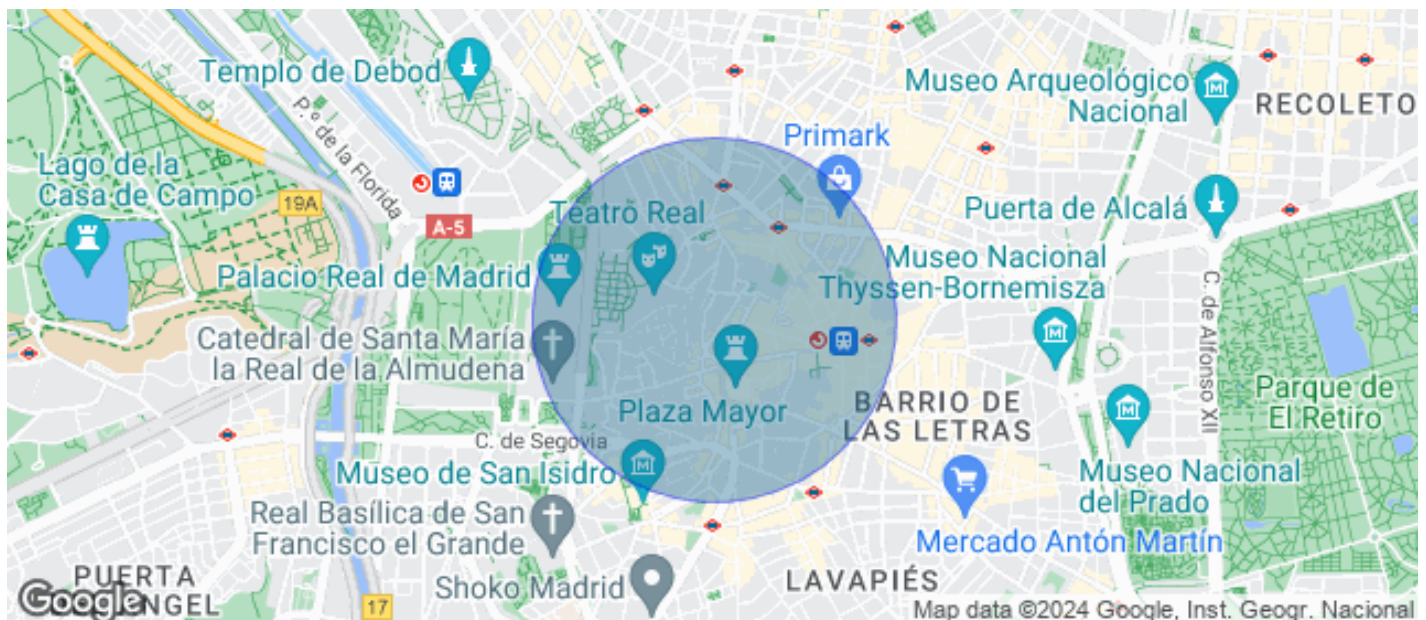 Templo de Debod
Museo Arqueológico
Nacional
RECOLETO
P.º de la Florida
Primark
Lago de la
Casa de Campo
19A
A-5
Teatro Real
Puerta de Alcalá
Palacio Real de Madrid
Museo Nacional
Thyssen-Bornemisza
C. de Alfonso XII
Catedral de Santa María
la Real de la Almudena
Plaza Mayor
BARRIO DE
LAS LETRAS
Parque de
El Retiro
C. de Segovia
Museo de San Isidro
Museo Nacional
del Prado
Real Basílica de San
Francisco el Grande
Mercado Antón Martín
Shoko Madrid
LAVAPIÉS
PUERTA
NGEL
17
Google
Map data ©2024 Google, Inst. Geogr. Nacional